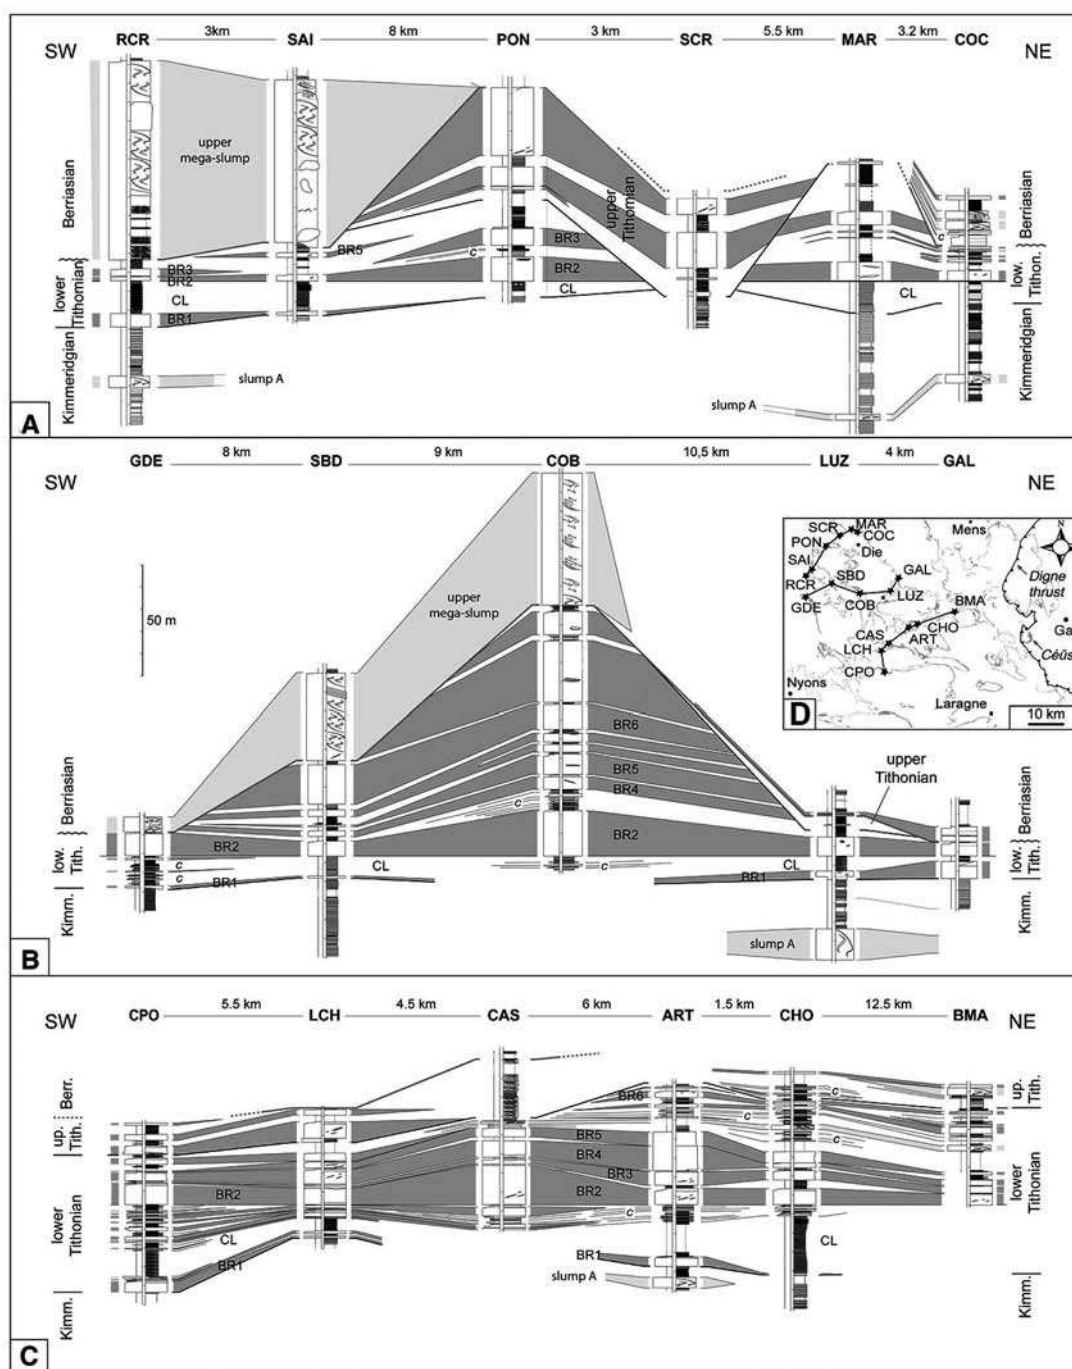 3km 8 km 3 km 5.5 km 3.2 km
SW RCR SAI PON SCR MAR COC NE
upper
mega-slump
upper Tithomian
Berriasian
Berriasian
BR5
BR3
c
c
BR3
BR2
BR2
lower
Tithomian
low.
Tithon.
CL
CL
CL
BR1
Kimmeridgian
Kimmeridgian
slump A
slump A
A
GDE 8 km SBD 9 km COB 10,5 km LUZ 4 km GAL
SW
NE
50 m
upper
mega-slump
SCR
MAR
COC
PON
Die
Mens
N
SAI
SBD
GAL
Digne
thrust
RCR
GDE
COB
LUZ
BMA
CHO
Ga
CAS
ART
LCH
Céüs
CPO
Nyons
Laragne
D
10 km
BR6
BR5
BR4
upper
Tithonian
Berriasian
Berriasian
c
BR2
BR2
low.
Tith.
low.
Tith.
c
c
CL
c
CL
BR1
BR1
Kimm.
Kimm.
slump A
B
5.5 km 4.5 km 6 km 1.5 km 12.5 km
SW CPO LCH CAS ART CHO BMA NE
Berr.
up.
Tith.
up.
Tith.
BR6
c
c
c
BR5
BR4
BR3
BR2
BR2
lower
Tithonian
lower
Tithonian
c
CL
CL
BR1
BR1
slump A
Kimm.
Kimm.
C